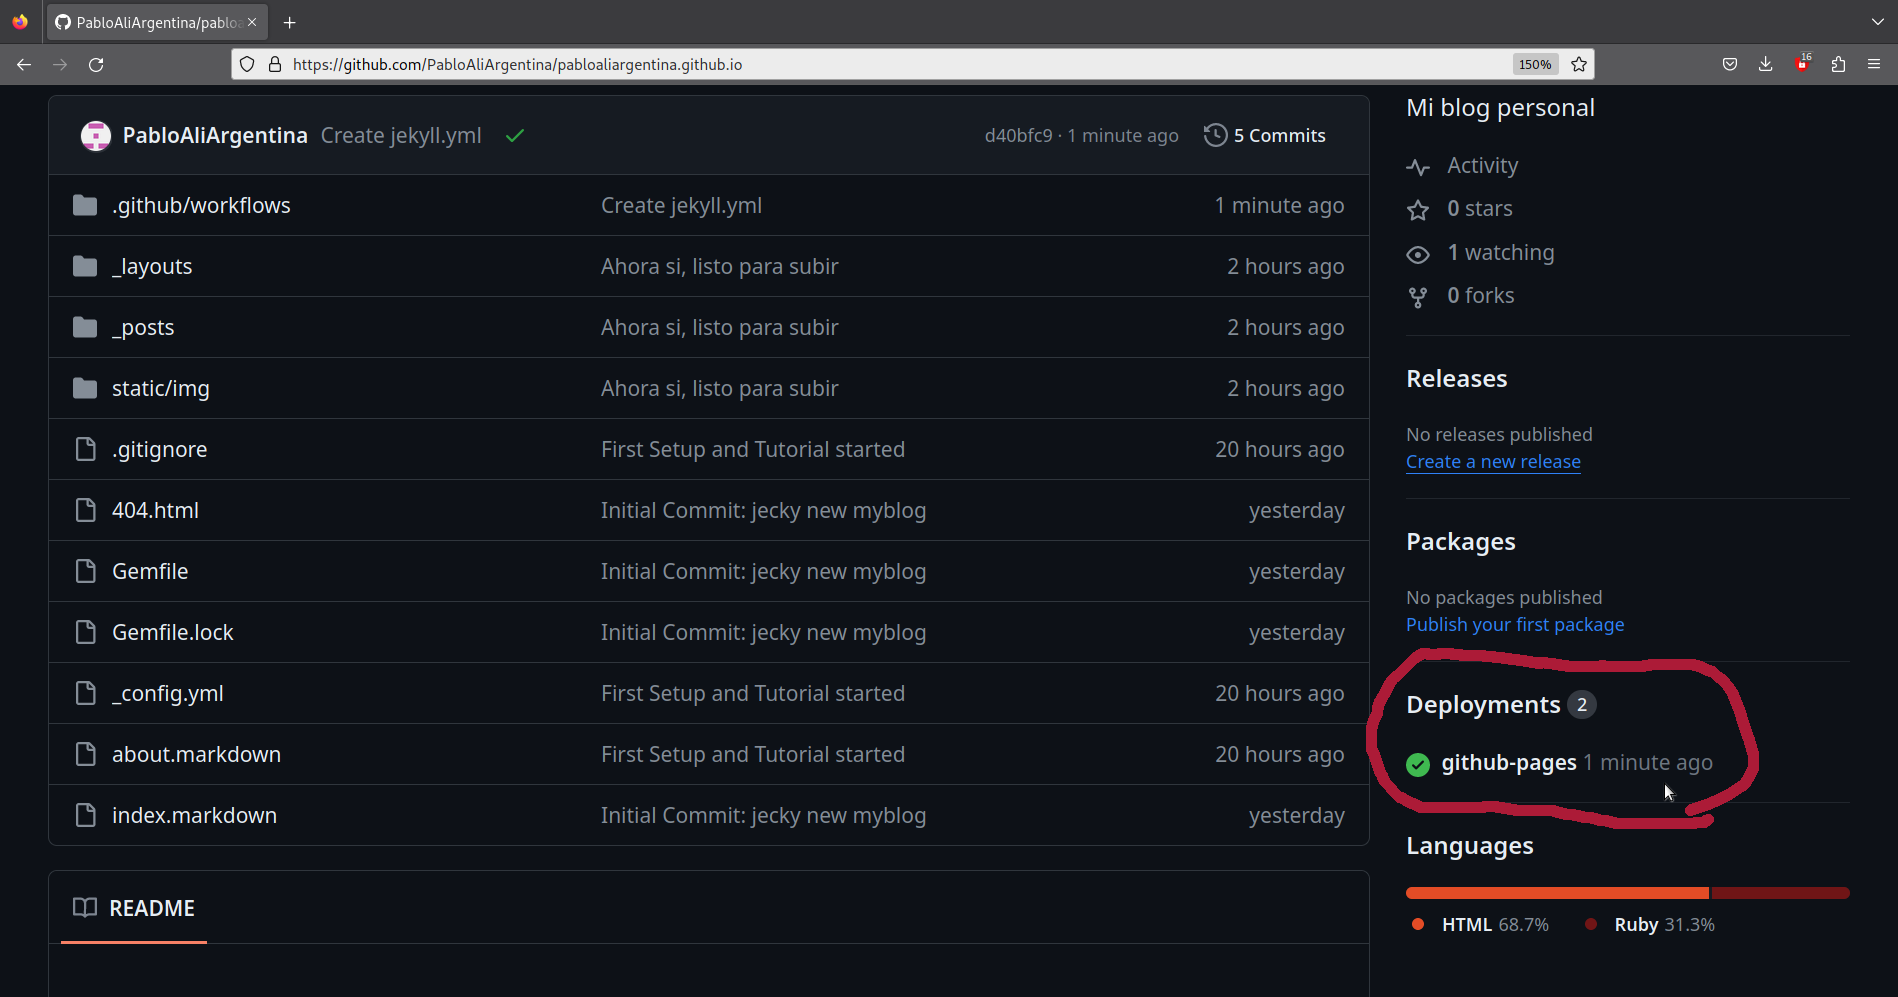 PabloAliArgentina/pabloa
https://github.com/PabloAliArgentina/pabloaliargentina.github.io
150%
16
PabloAliArgentina Create jekyll.yml
d40bfc9 · 1 minute ago
5 Commits
.github/workflows Create jekyll.yml 1 minute ago
_layouts Ahora si, listo para subir 2 hours ago
_posts Ahora si, listo para subir 2 hours ago
static/img Ahora si, listo para subir 2 hours ago
.gitignore First Setup and Tutorial started 20 hours ago
404.html Initial Commit: jecky new myblog yesterday
Gemfile Initial Commit: jecky new myblog yesterday
Gemfile.lock Initial Commit: jecky new myblog yesterday
_config.yml First Setup and Tutorial started 20 hours ago
about.markdown First Setup and Tutorial started 20 hours ago
index.markdown Initial Commit: jecky new myblog yesterday
README
Mi blog personal
Activity
0 stars
1 watching
0 forks
Releases
No releases published
Create a new release
Packages
No packages published
Publish your first package
Deployments 2
github-pages 1 minute ago
Languages
HTML 68.7% Ruby 31.3%